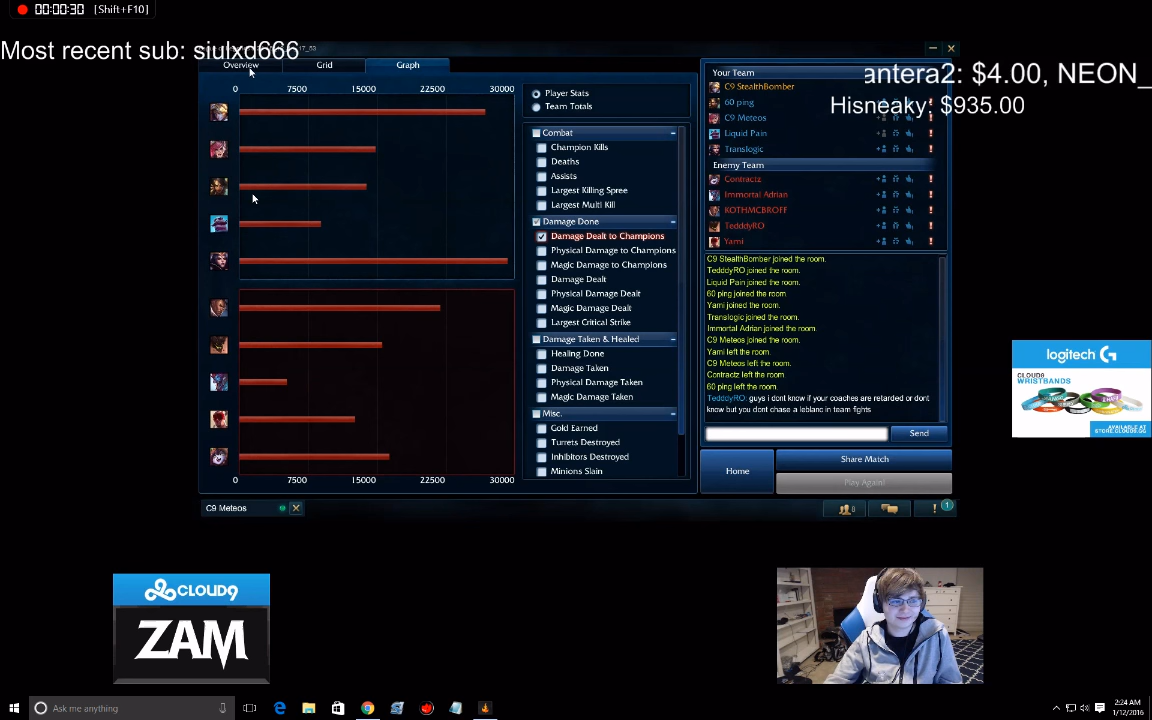 00:00:30 [Shift+F10]
Most recent sub: siulxd666
antera2: $4.00, NEON_
Hisneaky: $935.00
Overview
Grid
Graph
0 7500 15000 22500 30000
0 7500 15000 22500 30000
Player Stats
Team Totals
Combat
Champion Kills
Deaths
Assists
Largest Killing Spree
Largest Multi Kill
Damage Done
Damage Dealt to Champions
Physical Damage to Champions
Magic Damage to Champions
Damage Dealt
Physical Damage Dealt
Magic Damage Dealt
Largest Critical Strike
Damage Taken & Healed
Healing Done
Damage Taken
Physical Damage Taken
Magic Damage Taken
Misc.
Gold Earned
Turrets Destroyed
Inhibitors Destroyed
Minions Slain
Your Team
C9 StealthBomber
60 ping
C9 Meteos
Liquid Pain
Translogic
Enemy Team
Contractz
Immortal Adrian
KOTHMCBROFF
TedddyRO
Yami
C9 StealthBomber joined the room.
TedddyRO joined the room.
Liquid Pain joined the room.
60 ping joined the room.
Yami joined the room.
Translogic joined the room.
Immortal Adrian joined the room.
C9 Meteos joined the room.
Yami left the room.
C9 Meteos left the room.
Contractz left the room.
60 ping left the room.
TedddyRO: guys i dont know if your coaches are retarded or dont
know but you dont chase a leblanc in team fights
Send
Home
Share Match
Play Again!
C9 Meteos
0
1
logitech G
CLOUD9
WRISTBANDS
AVAILABLE AT
STORE.CLOUD9.GG
CLOUD9
ZAM
Ask me anything
2:24 AM
1/12/2016